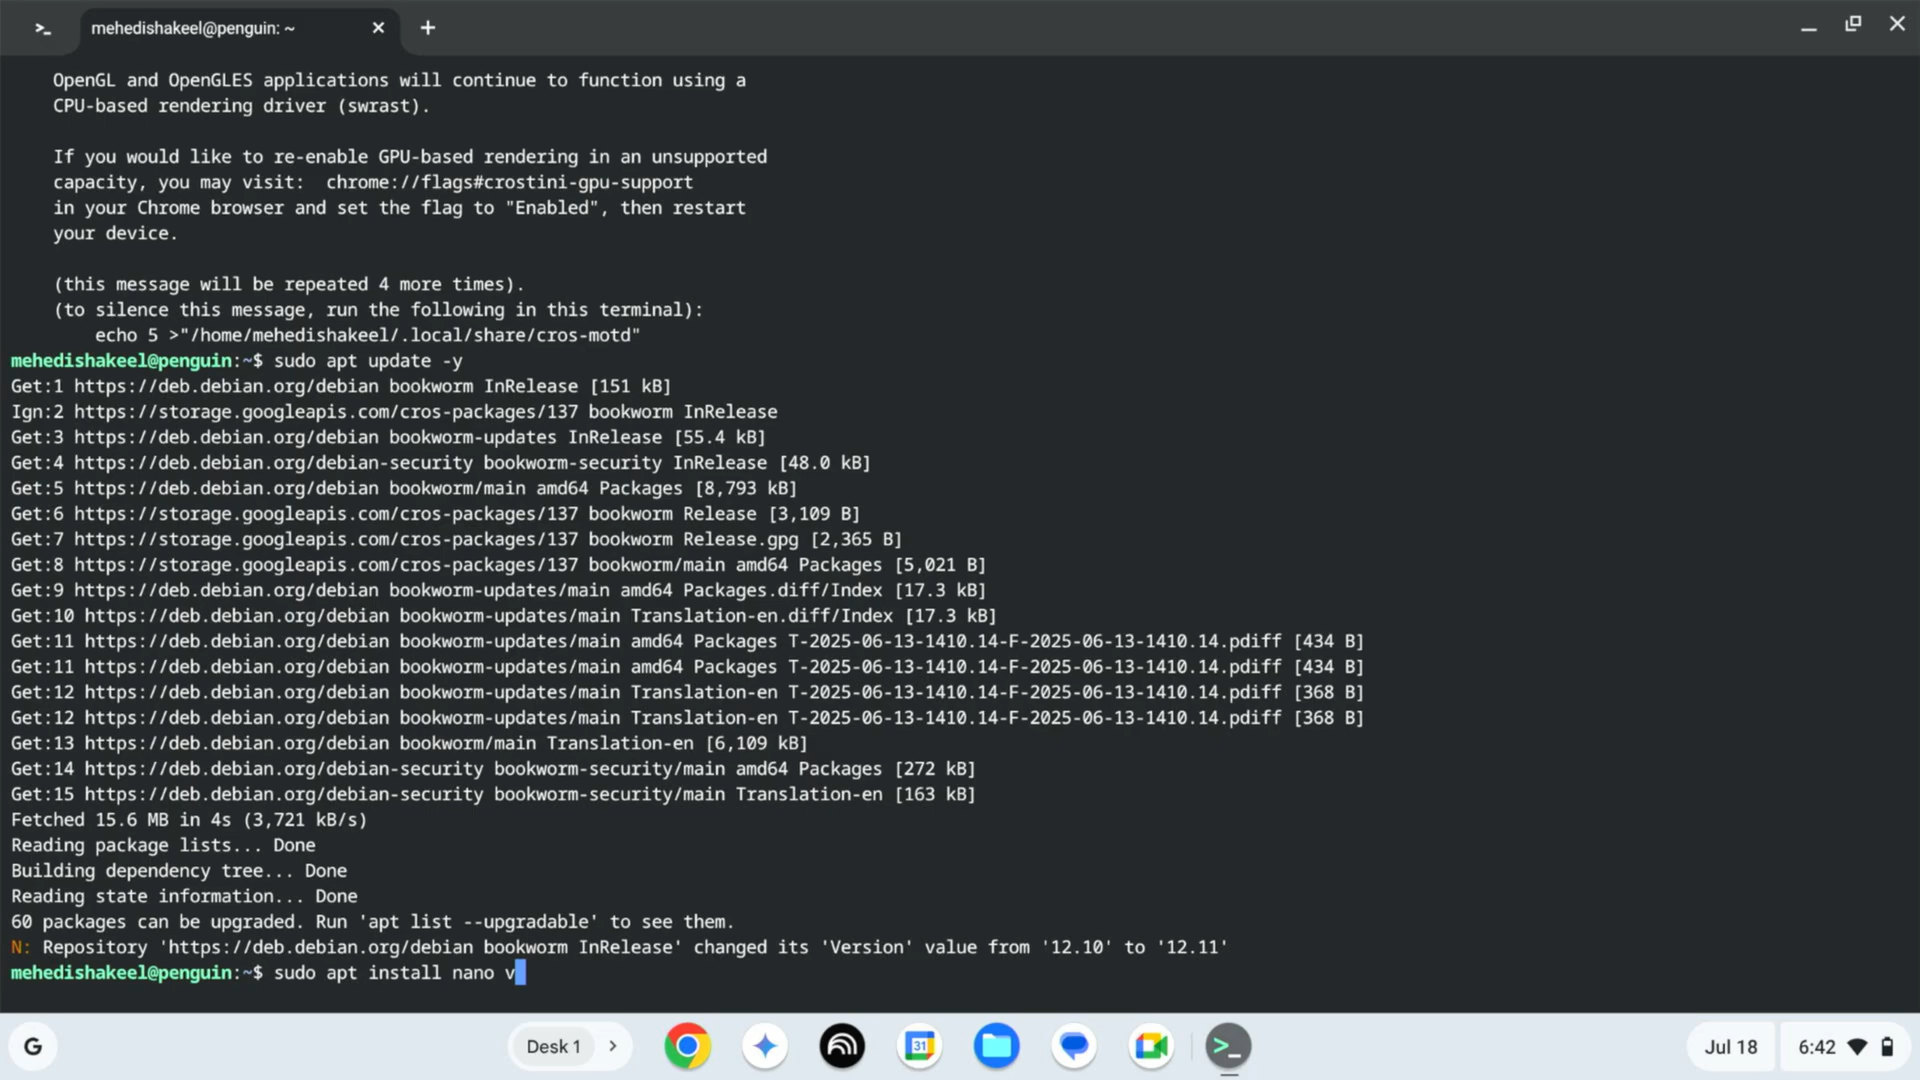 >_ mehedishakeel@penguin: ~
OpenGL and OpenGLES applications will continue to function using a
CPU-based rendering driver (swrast).
If you would like to re-enable GPU-based rendering in an unsupported
capacity, you may visit:  chrome://flags#crostini-gpu-support
in your Chrome browser and set the flag to "Enabled", then restart
your device.
(this message will be repeated 4 more times).
(to silence this message, run the following in this terminal):
echo 5 >"/home/mehedishakeel/.local/share/cros-motd"
mehedishakeel@penguin:~$ sudo apt update -y
Get:1 https://deb.debian.org/debian bookworm InRelease [151 kB]
Ign:2 https://storage.googleapis.com/cros-packages/137 bookworm InRelease
Get:3 https://deb.debian.org/debian bookworm-updates InRelease [55.4 kB]
Get:4 https://deb.debian.org/debian-security bookworm-security InRelease [48.0 kB]
Get:5 https://deb.debian.org/debian bookworm/main amd64 Packages [8,793 kB]
Get:6 https://storage.googleapis.com/cros-packages/137 bookworm Release [3,109 B]
Get:7 https://storage.googleapis.com/cros-packages/137 bookworm Release.gpg [2,365 B]
Get:8 https://storage.googleapis.com/cros-packages/137 bookworm/main amd64 Packages [5,021 B]
Get:9 https://deb.debian.org/debian bookworm-updates/main amd64 Packages.diff/Index [17.3 kB]
Get:10 https://deb.debian.org/debian bookworm-updates/main Translation-en.diff/Index [17.3 kB]
Get:11 https://deb.debian.org/debian bookworm-updates/main amd64 Packages T-2025-06-13-1410.14-F-2025-06-13-1410.14.pdiff [434 B]
Get:11 https://deb.debian.org/debian bookworm-updates/main amd64 Packages T-2025-06-13-1410.14-F-2025-06-13-1410.14.pdiff [434 B]
Get:12 https://deb.debian.org/debian bookworm-updates/main Translation-en T-2025-06-13-1410.14-F-2025-06-13-1410.14.pdiff [368 B]
Get:12 https://deb.debian.org/debian bookworm-updates/main Translation-en T-2025-06-13-1410.14-F-2025-06-13-1410.14.pdiff [368 B]
Get:13 https://deb.debian.org/debian bookworm/main Translation-en [6,109 kB]
Get:14 https://deb.debian.org/debian-security bookworm-security/main amd64 Packages [272 kB]
Get:15 https://deb.debian.org/debian-security bookworm-security/main Translation-en [163 kB]
Fetched 15.6 MB in 4s (3,721 kB/s)
Reading package lists... Done
Building dependency tree... Done
Reading state information... Done
60 packages can be upgraded. Run 'apt list --upgradable' to see them.
N: Repository 'https://deb.debian.org/debian bookworm InRelease' changed its 'Version' value from '12.10' to '12.11'
mehedishakeel@penguin:~$ sudo apt install nano v
G Desk 1 > 31 >_ Jul 18 6:42